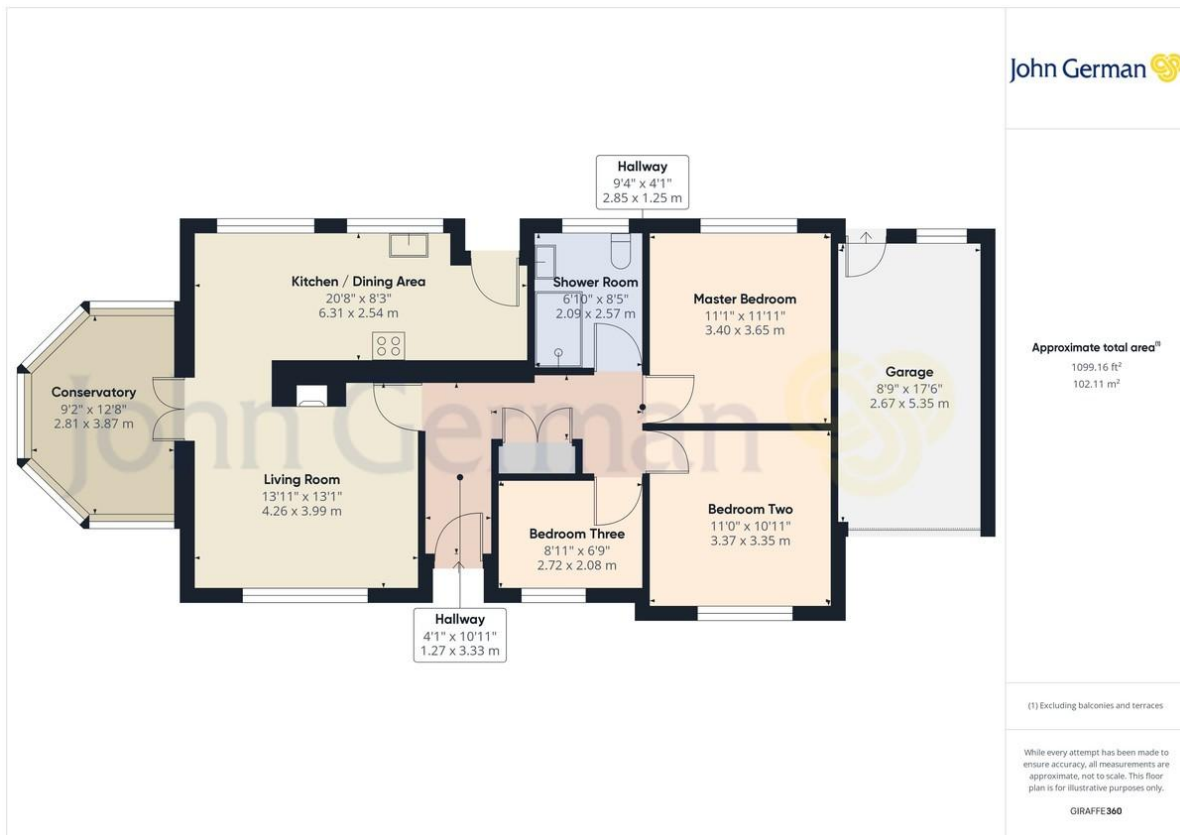 John German
Hallway
9'4" x 4'1"
2.85 x 1.25 m
Kitchen / Dining Area
20'8" x 8'3"
6.31 x 2.54 m
Shower Room
6'10" x 8'5"
2.09 x 2.57 m
Master Bedroom
11'1" x 11'11"
3.40 x 3.65 m
Conservatory
9'2" x 12'8"
2.81 x 3.87 m
Garage
8'9" x 17'6"
2.67 x 5.35 m
John German
Living Room
13'11" x 13'1"
4.26 x 3.99 m
Bedroom Three
8'11" x 6'9"
2.72 x 2.08 m
Bedroom Two
11'0" x 10'11"
3.37 x 3.35 m
Hallway
4'1" x 10'11"
1.27 x 3.33 m
Approximate total area⁽¹⁾
1099.16 ft²
102.11 m²
(1) Excluding balconies and terraces
While every attempt has been made to
ensure accuracy, all measurements are
approximate, not to scale. This floor
plan is for illustrative purposes only.
GIRAFFE360